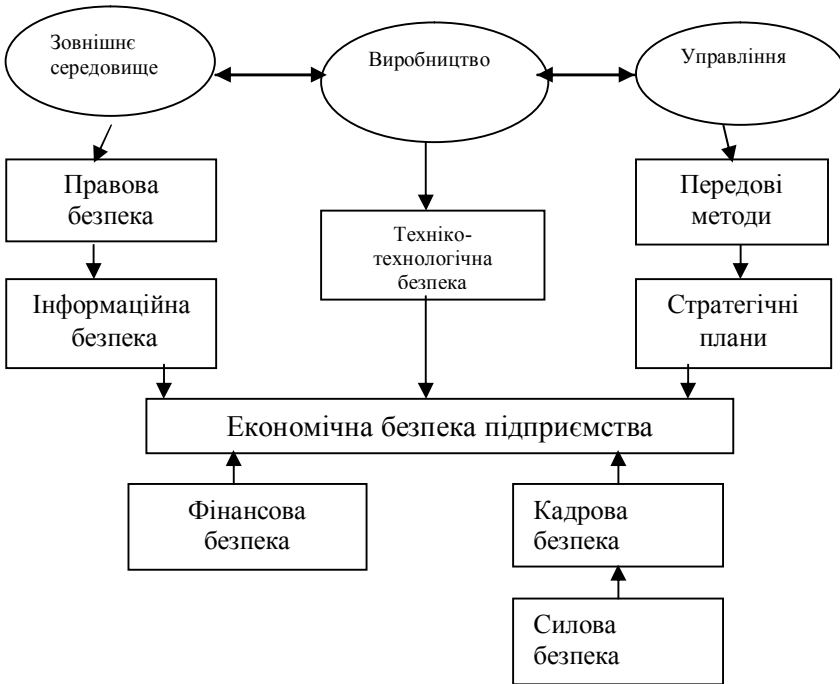 Зовнішнє
середовище
Виробництво
Управління
Правова
безпека
Техніко-
технологічна
безпека
Передові
методи
Інформаційна
безпека
Стратегічні
плани
Економічна безпека підприємства
Фінансова
безпека
Кадрова
безпека
Силова
безпека